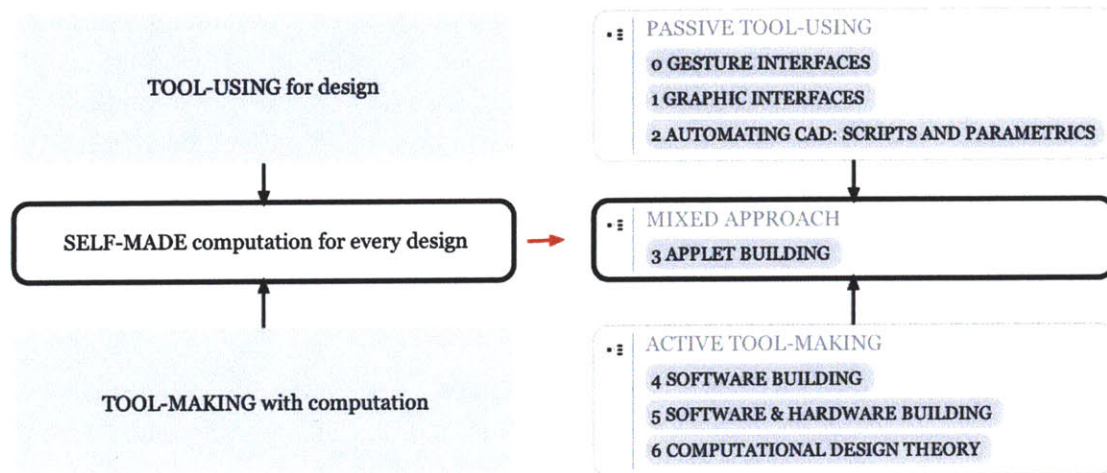 TOOL-USING for design
SELF-MADE computation for every design
TOOL-MAKING with computation
PASSIVE TOOL-USING
0 GESTURE INTERFACES
1 GRAPHIC INTERFACES
2 AUTOMATING CAD: SCRIPTS AND PARAMETRICS
MIXED APPROACH
3 APPLET BUILDING
ACTIVE TOOL-MAKING
4 SOFTWARE BUILDING
5 SOFTWARE & HARDWARE BUILDING
6 COMPUTATIONAL DESIGN THEORY